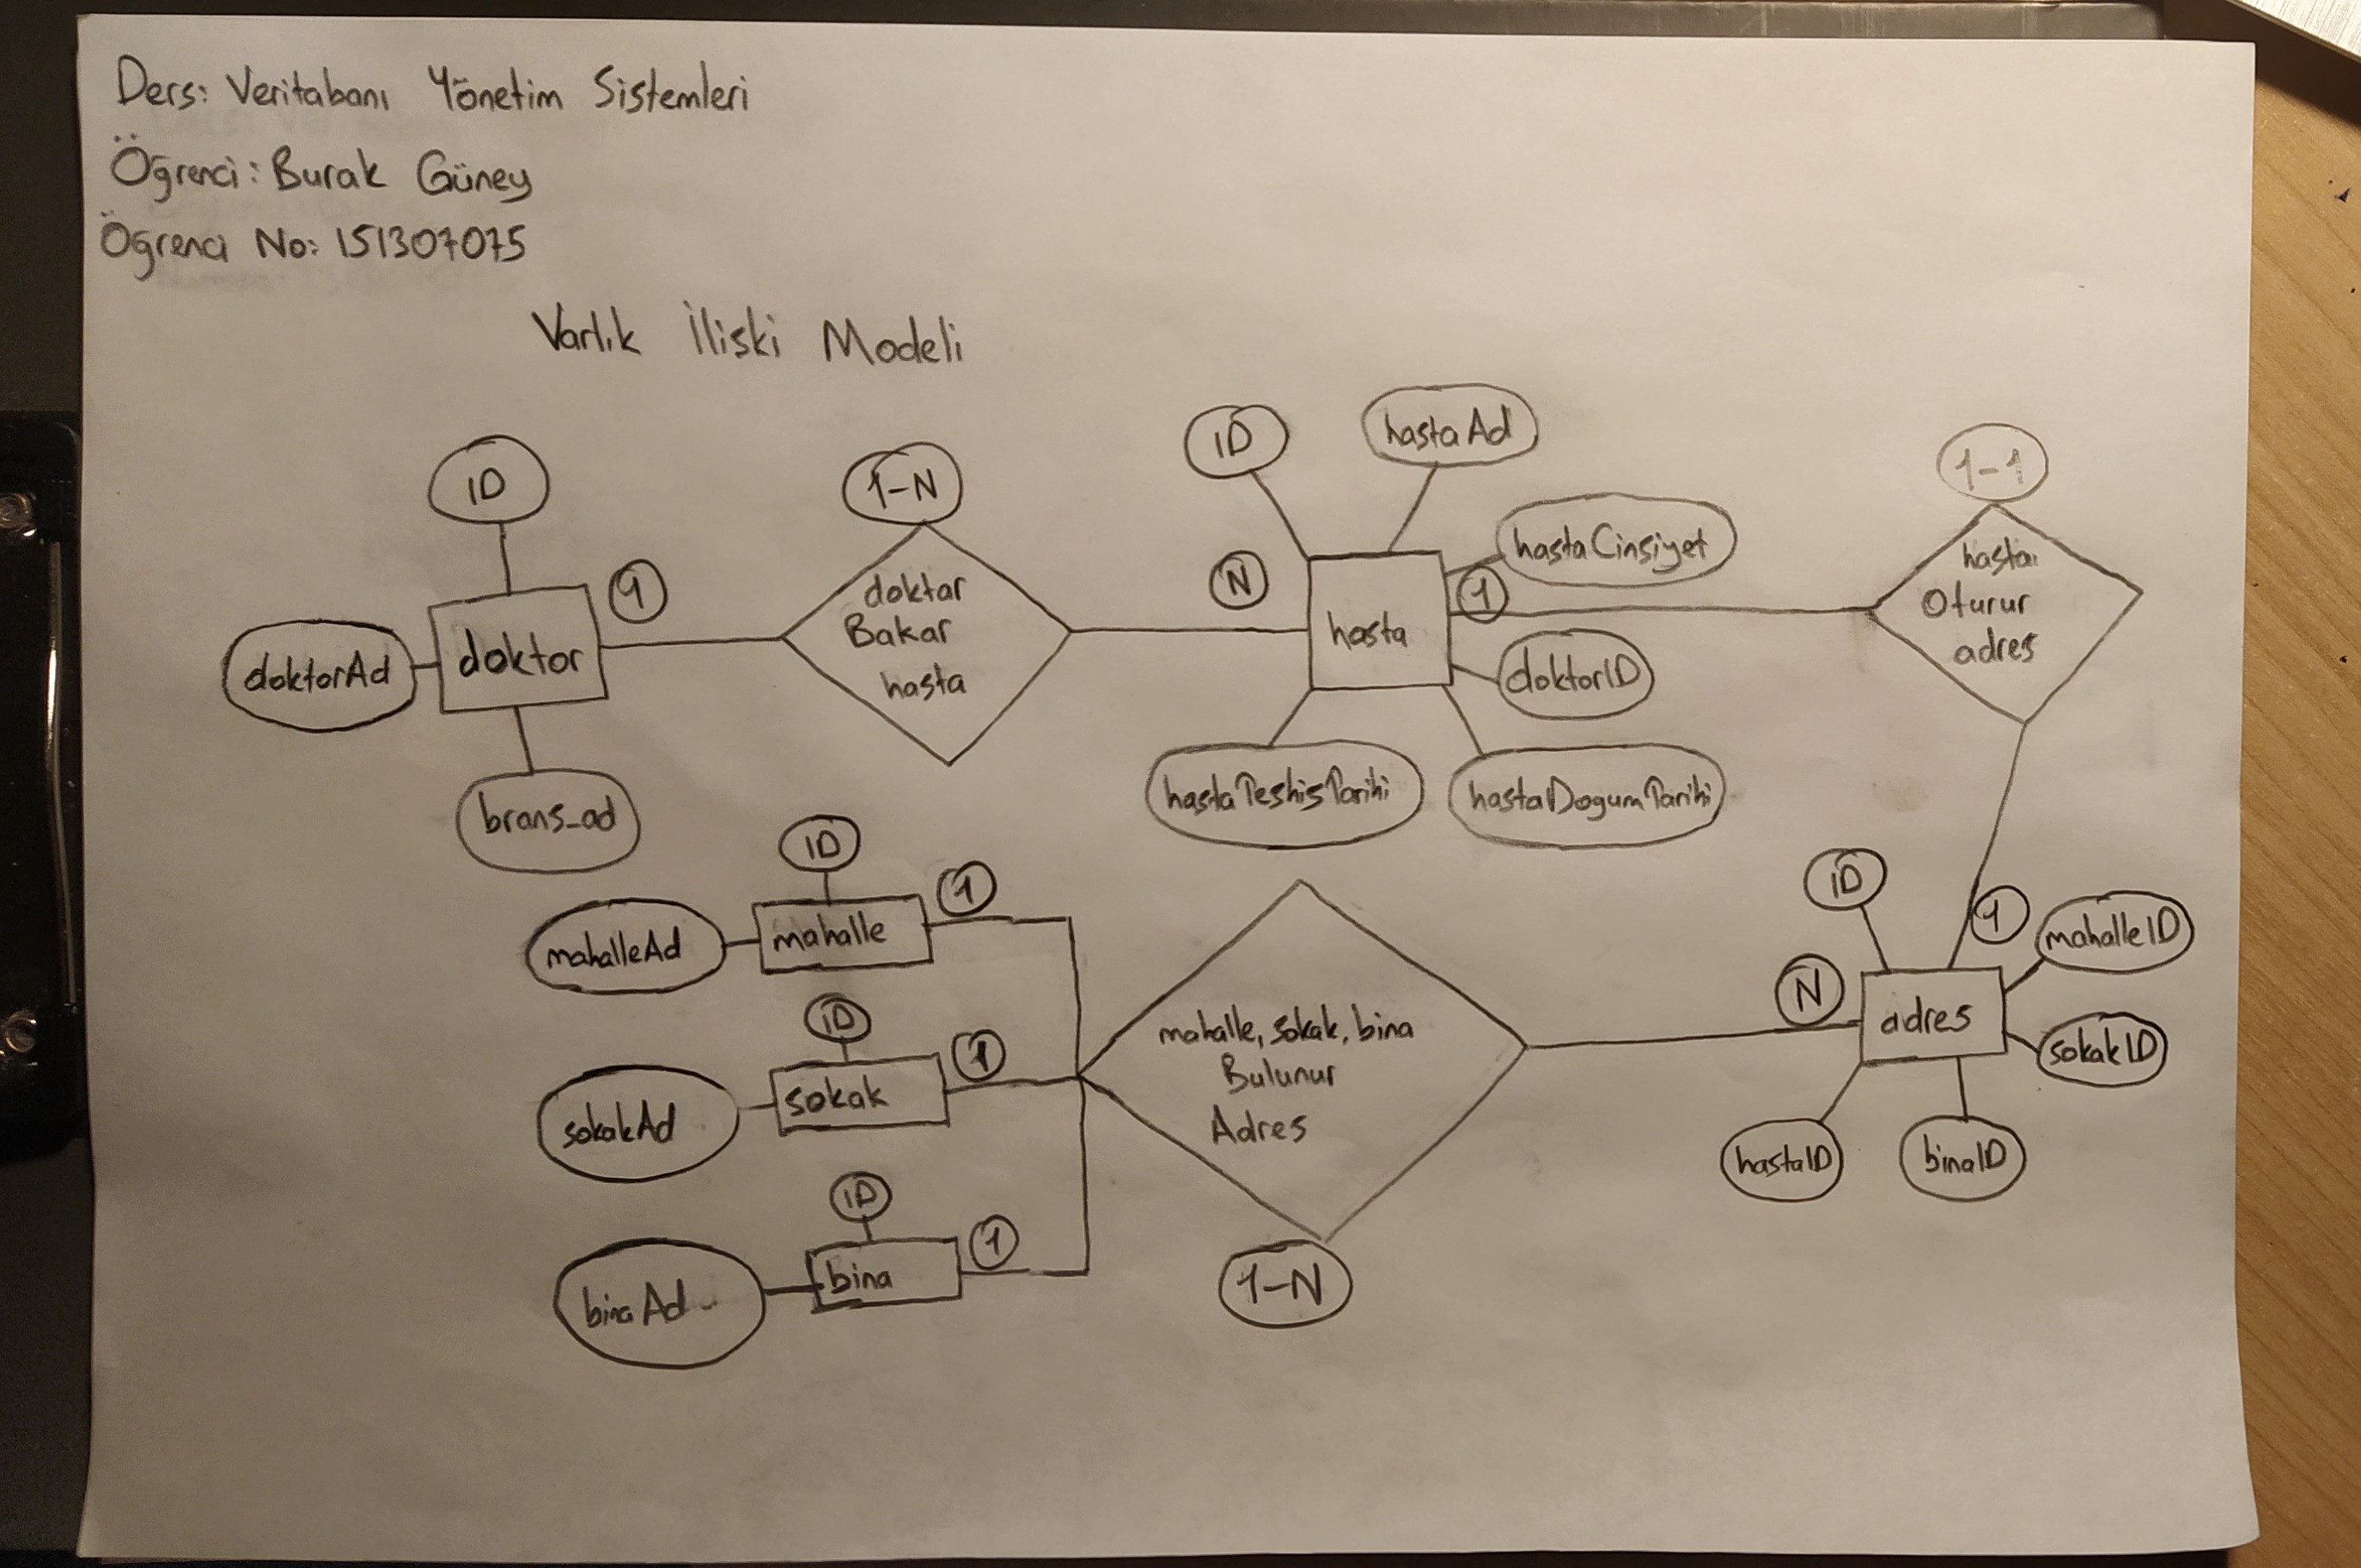 Ders: Veritabanı Yönetim Sistemleri
Öğrenci: Burak Güney
Öğrenci No: 151307075
Varlık İliski Modeli
ID
1-N
ID
hastaAd
1-1
hastaCinsiyet
doktor
1
doktar
Bakar
hasta
N
hasta
1
hasta
Oturur
adres
doktorAd
doktorID
brans_ad
hastaTeshisTarihi
hastaDogumTarihi
ID
mahalleAd
mahalle
1
ID
1
mahalleID
ID
sokakAd
sokak
1
mahalle, sokak, bina
Bulunur
Adres
N
adres
sokakID
hastaID
binaID
ID
binaAd
bina
1
1-N